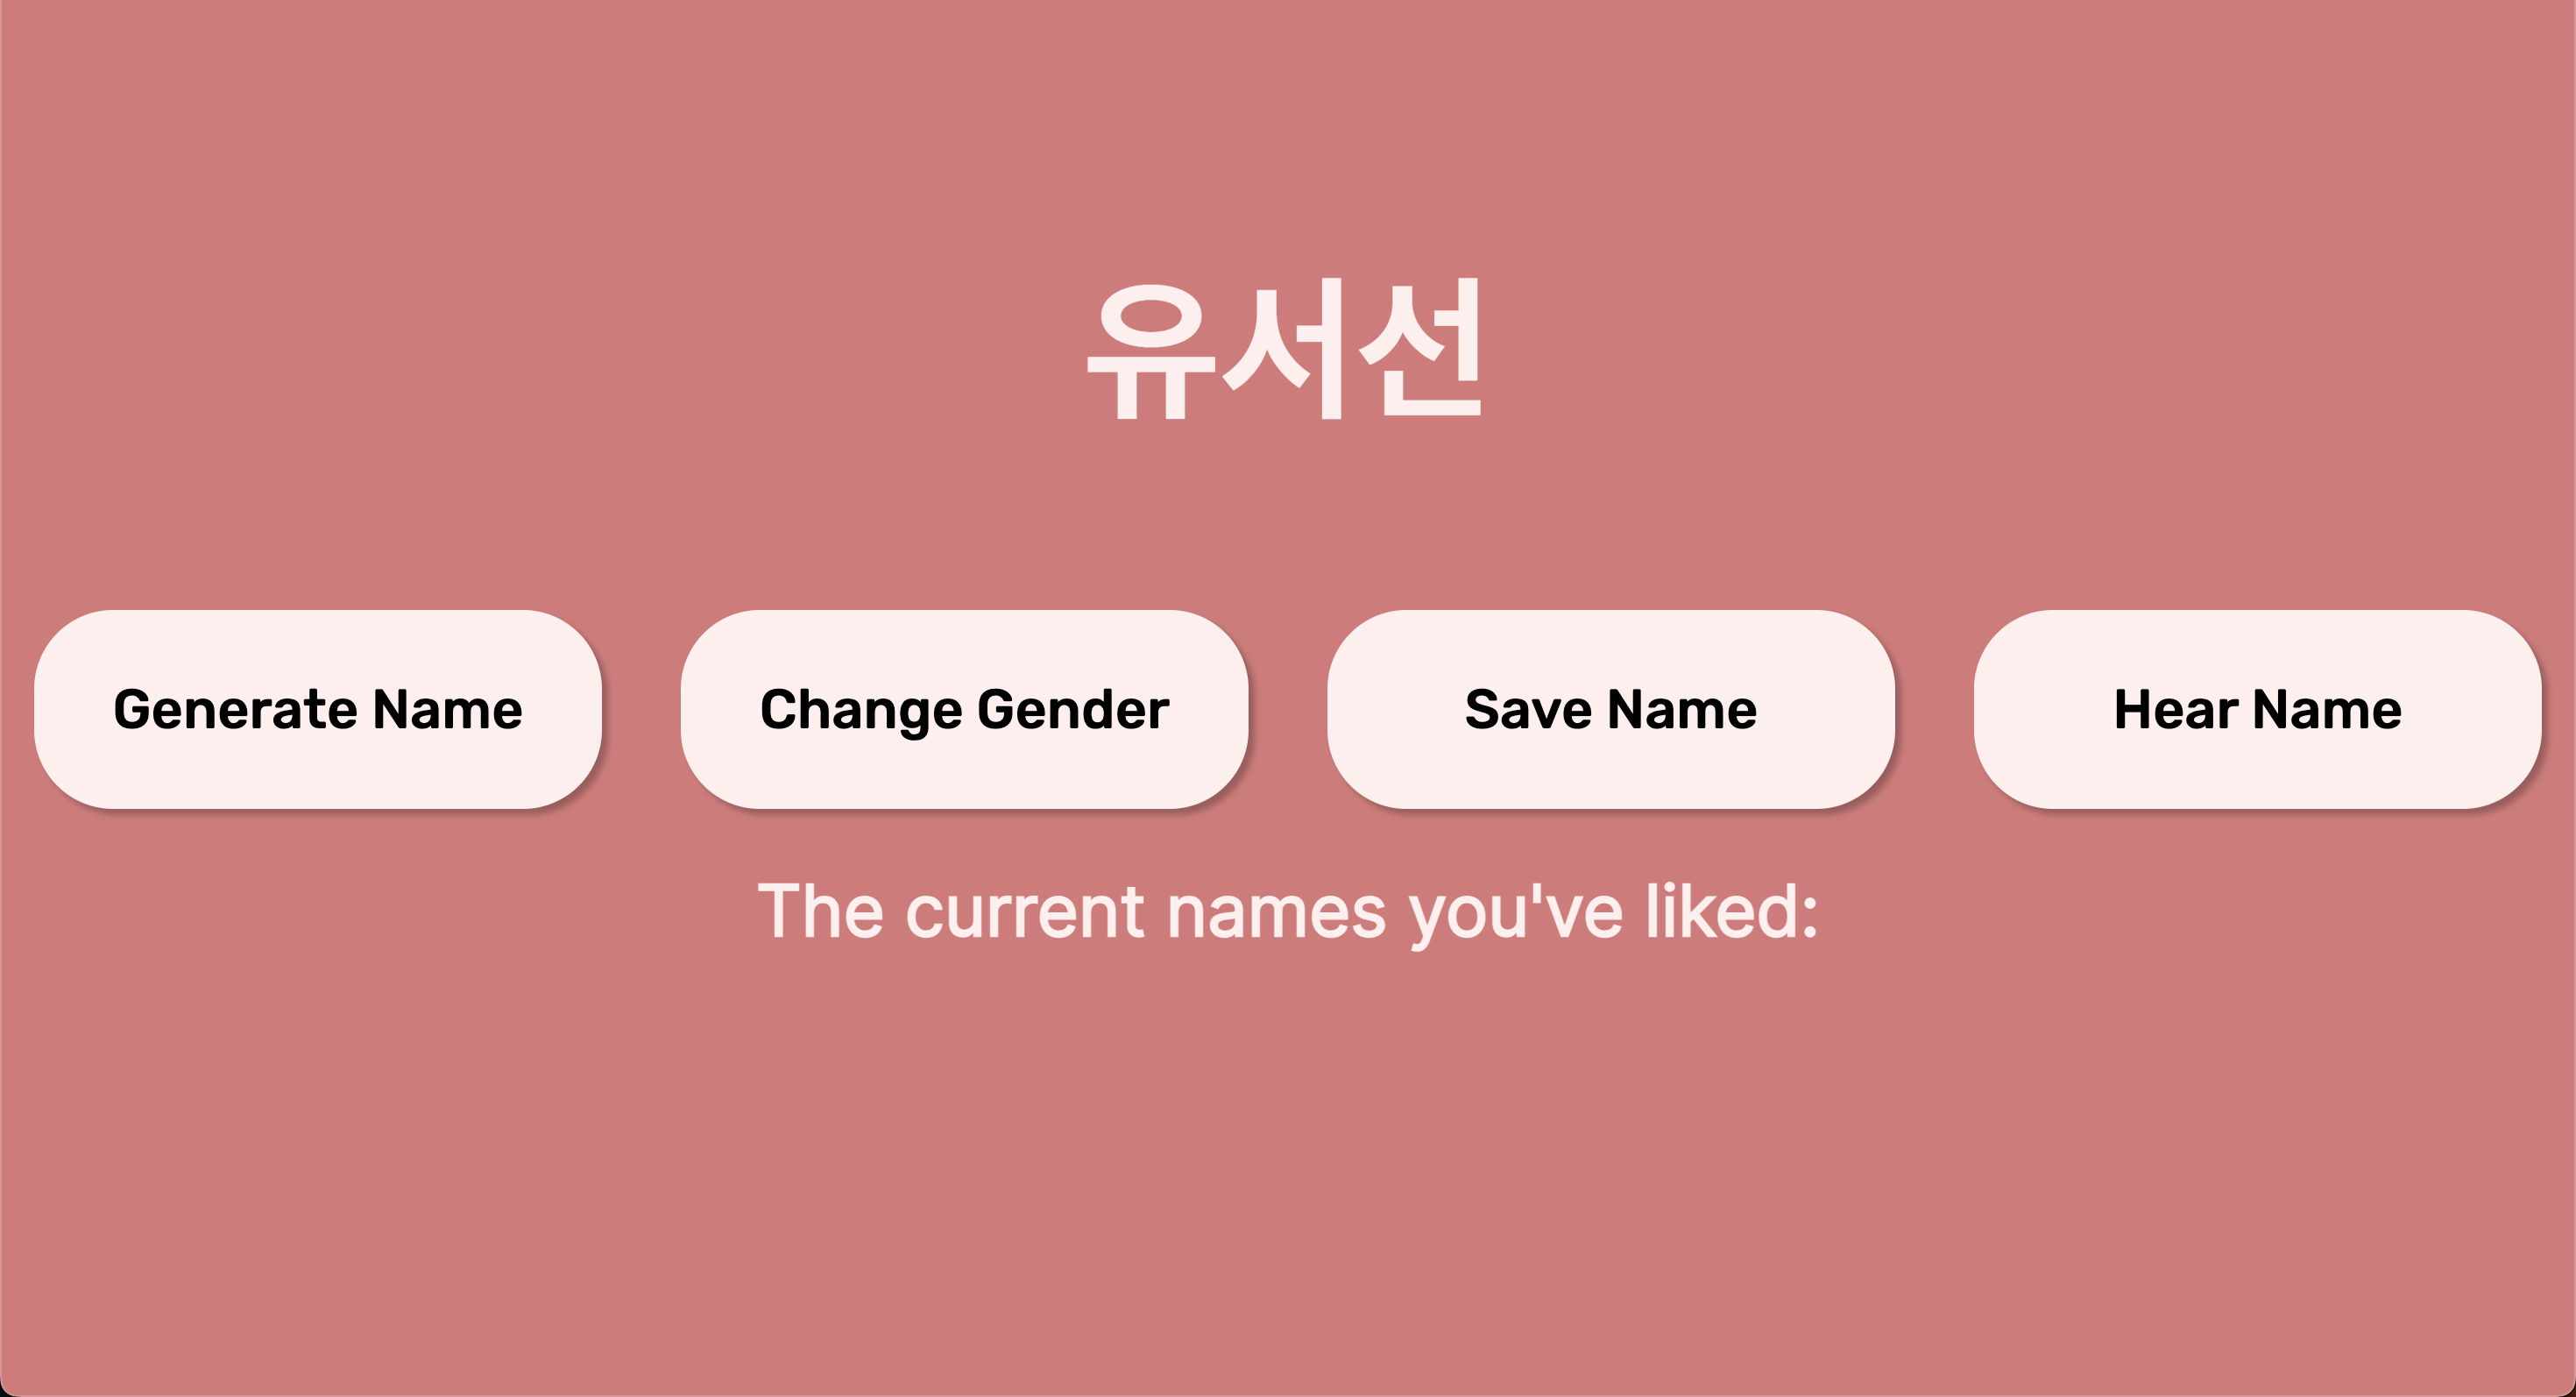 유서선
Generate Name
Change Gender
Save Name
Hear Name
The current names you've liked: